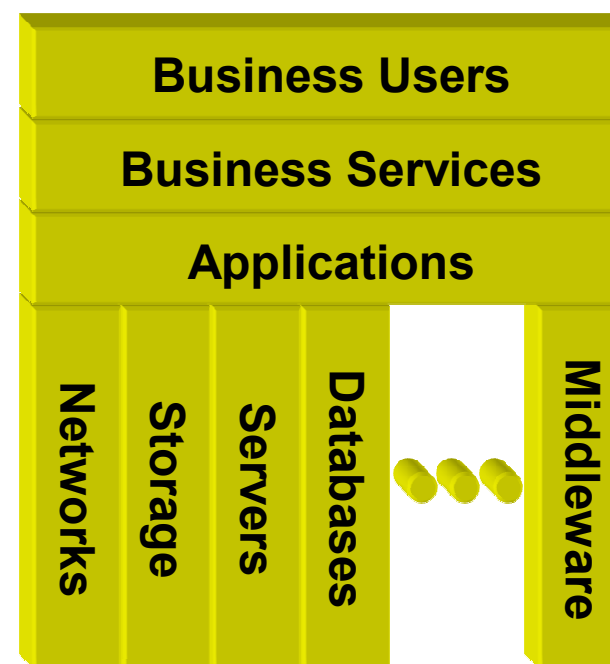 Business Users
Business Services
Applications
Networks
Storage
Servers
Databases
Middleware